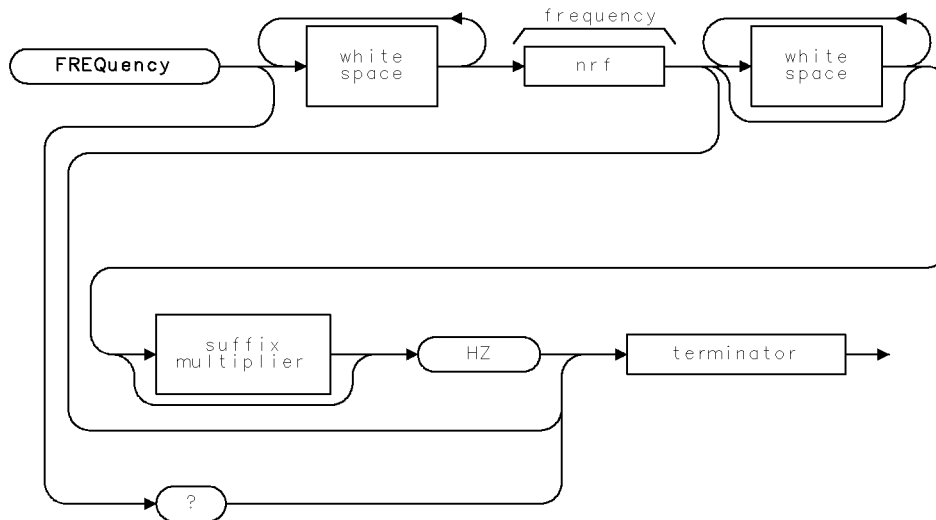 frequency
FREQuency
white
space
nrf
white
space
suffix
multiplier
HZ
terminator
?